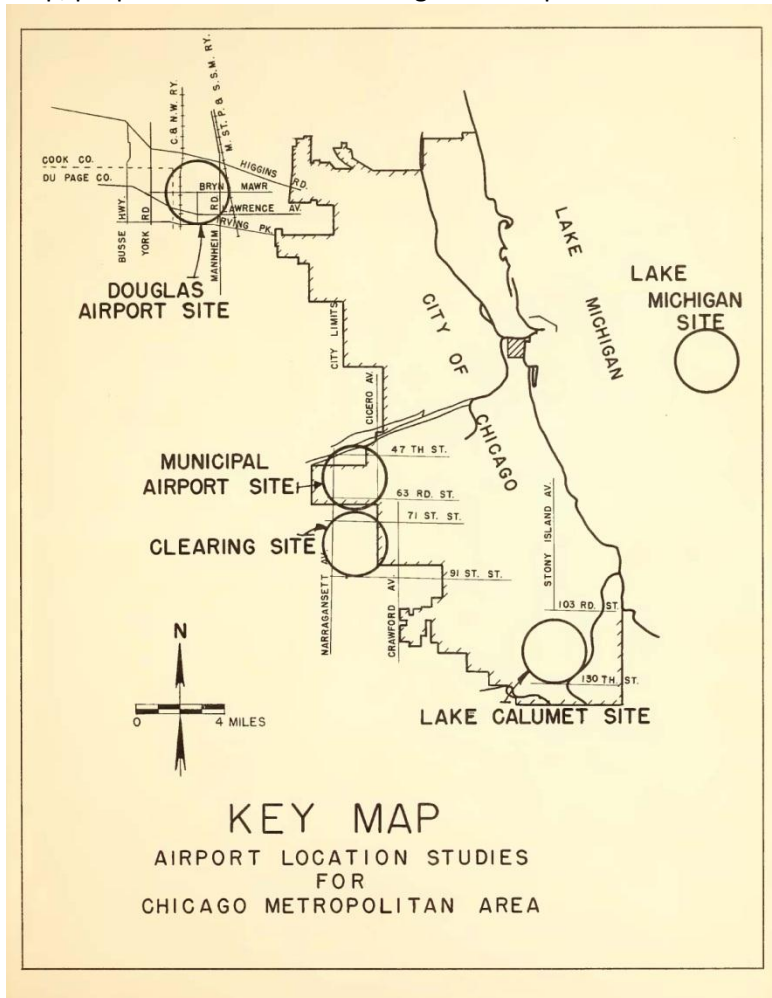 C. & N.W. RY.
M. ST. P. & S. S. M. RY.
COOK CO.
DU PAGE CO.
HIGGINS RD.
BRYN MAWR
LAWRENCE AV.
IRVING PK.
BUSSE HWY.
YORK RD
MANNHEIM RD.
DOUGLAS
AIRPORT SITE
CITY LIMITS
CICERO AV.
CITY OF CHICAGO
LAKE MICHIGAN
LAKE
MICHIGAN
SITE
47 TH ST.
MUNICIPAL
AIRPORT SITE
63 RD. ST.
71 ST. ST.
CLEARING SITE
91 ST. ST.
NARRAGANSETT AV.
CRAWFORD AV.
STONY ISLAND AV.
103 RD. ST.
130 TH ST.
LAKE CALUMET SITE
N
0 4 MILES
KEY MAP
AIRPORT LOCATION STUDIES
FOR
CHICAGO METROPOLITAN AREA